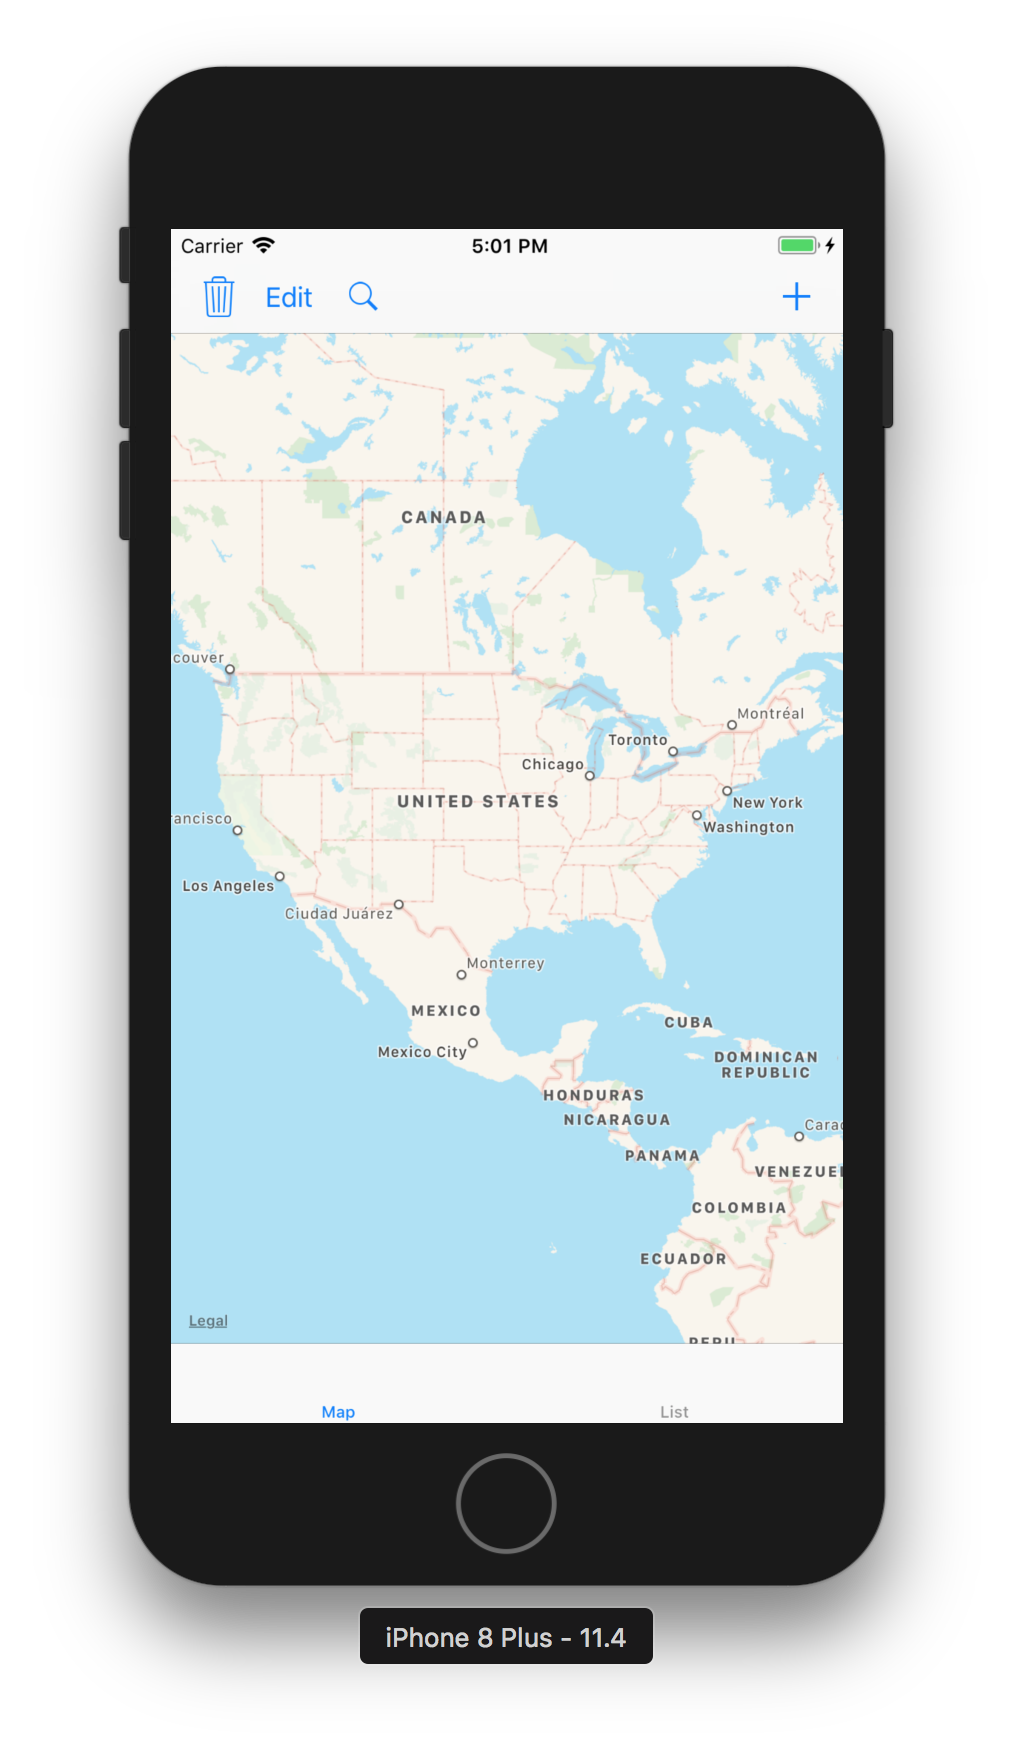 Carrier 5:01 PM
Edit
CANADA
couver
Montréal
Toronto
Chicago
UNITED STATES
New York
ancisco
Washington
Los Angeles
Ciudad Juárez
Monterrey
MEXICO
CUBA
Mexico City
DOMINICAN
REPUBLIC
HONDURAS
NICARAGUA
Carac
PANAMA
VENEZUEL
COLOMBIA
ECUADOR
Legal
PERU
Map List
iPhone 8 Plus - 11.4